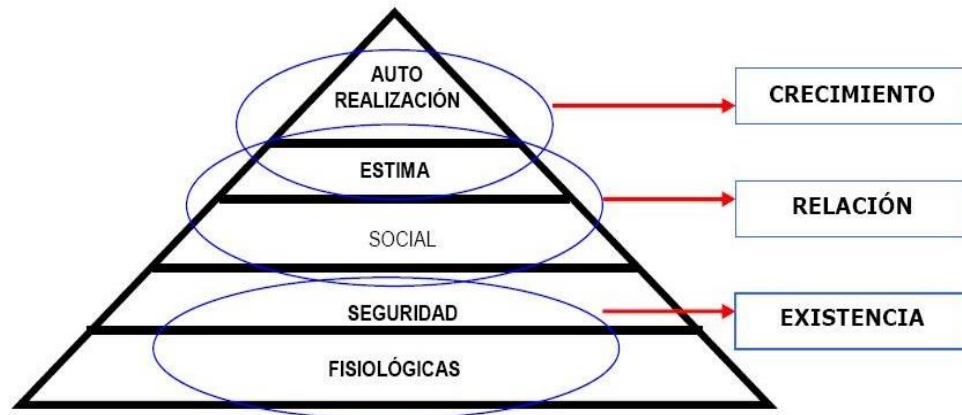 AUTO
REALIZACIÓN
CRECIMIENTO
ESTIMA
RELACIÓN
SOCIAL
SEGURIDAD
EXISTENCIA
FISIOLÓGICAS